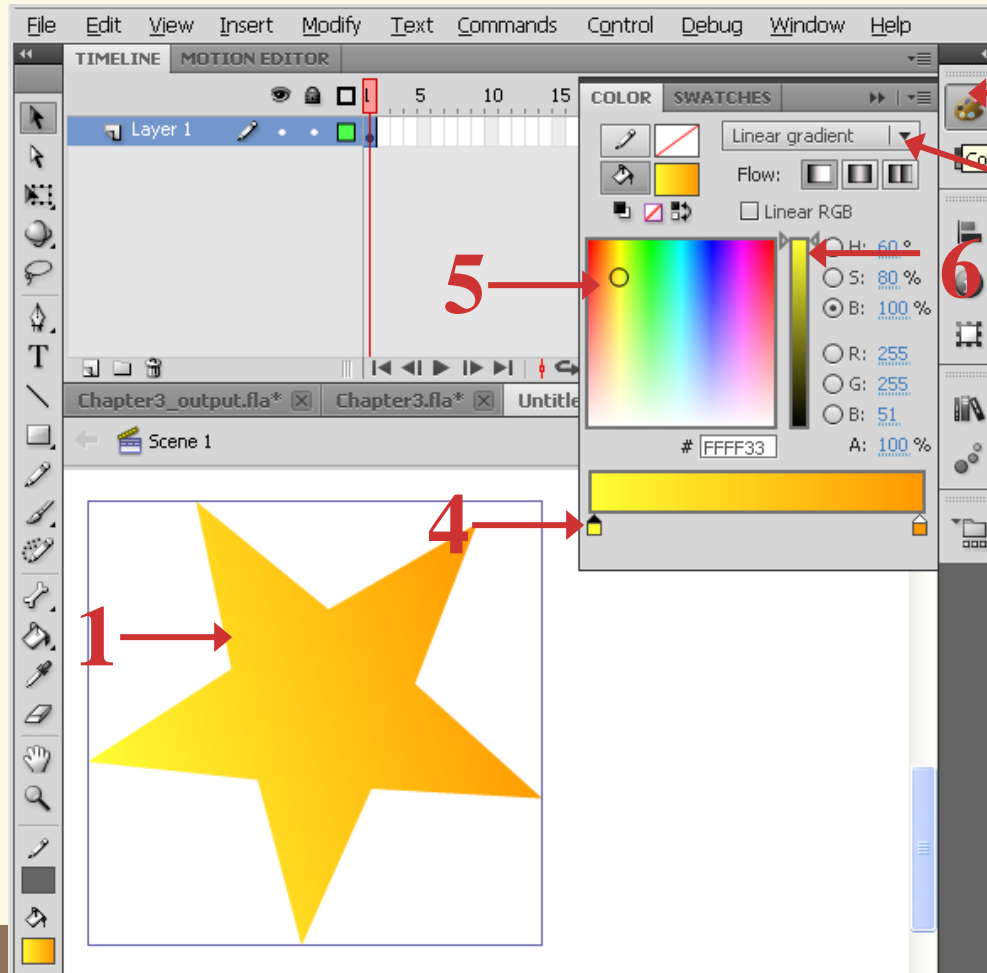 File Edit View Insert Modify Text Commands Control Debug Window Help
TIMELINE MOTION EDITOR
5 10 15
Layer 1
COLOR SWATCHES
Linear gradient
Flow:
Linear RGB
H: 60 °
S: 80 %
B: 100 %
R: 255
G: 255
B: 51
# FFFF33
A: 100 %
5
6
4
1
Chapter3_output.fla* Chapter3.fla* Untitle
Scene 1
T
Co